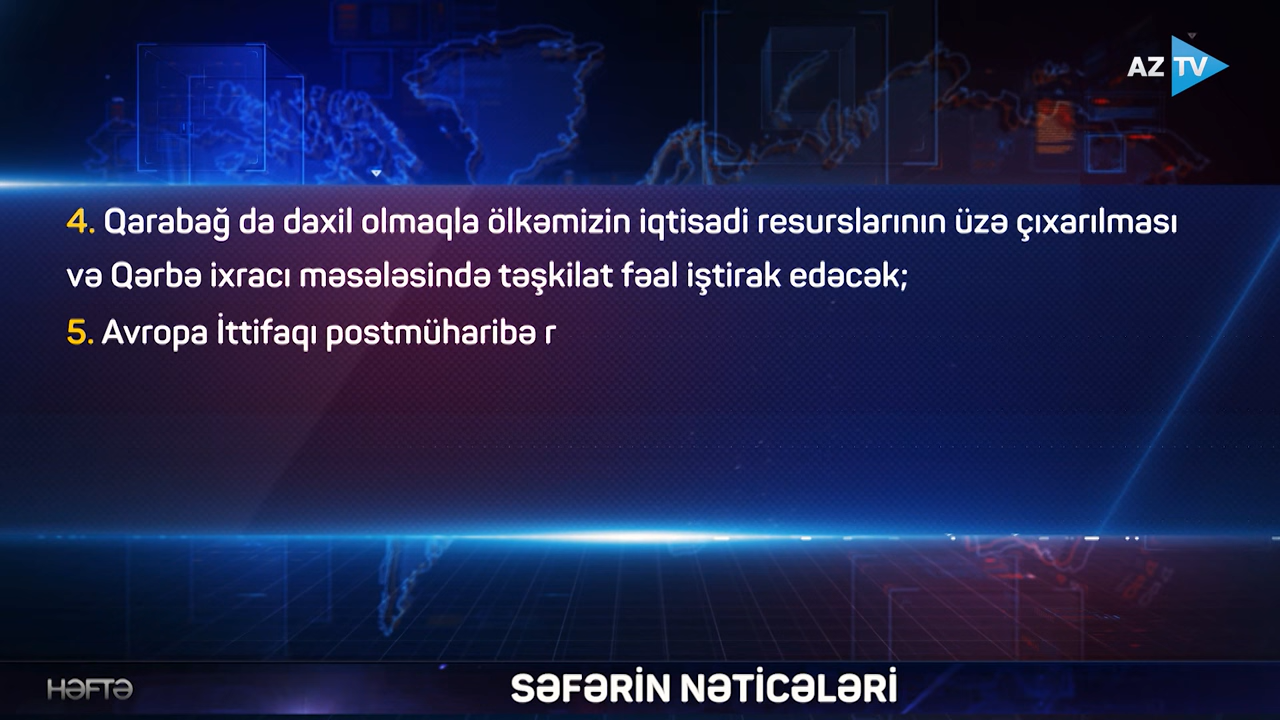 AZ TV
4. Qarabağ da daxil olmaqla ölkəmizin iqtisadi resurslarının üzə çıxarılması
və Qərbə ixracı məsələsində təşkilat fəal iştirak edəcək;
5. Avropa İttifaqı postmüharibə r
HƏFTƏ
SƏFƏRİN NƏTİCƏLƏRİ